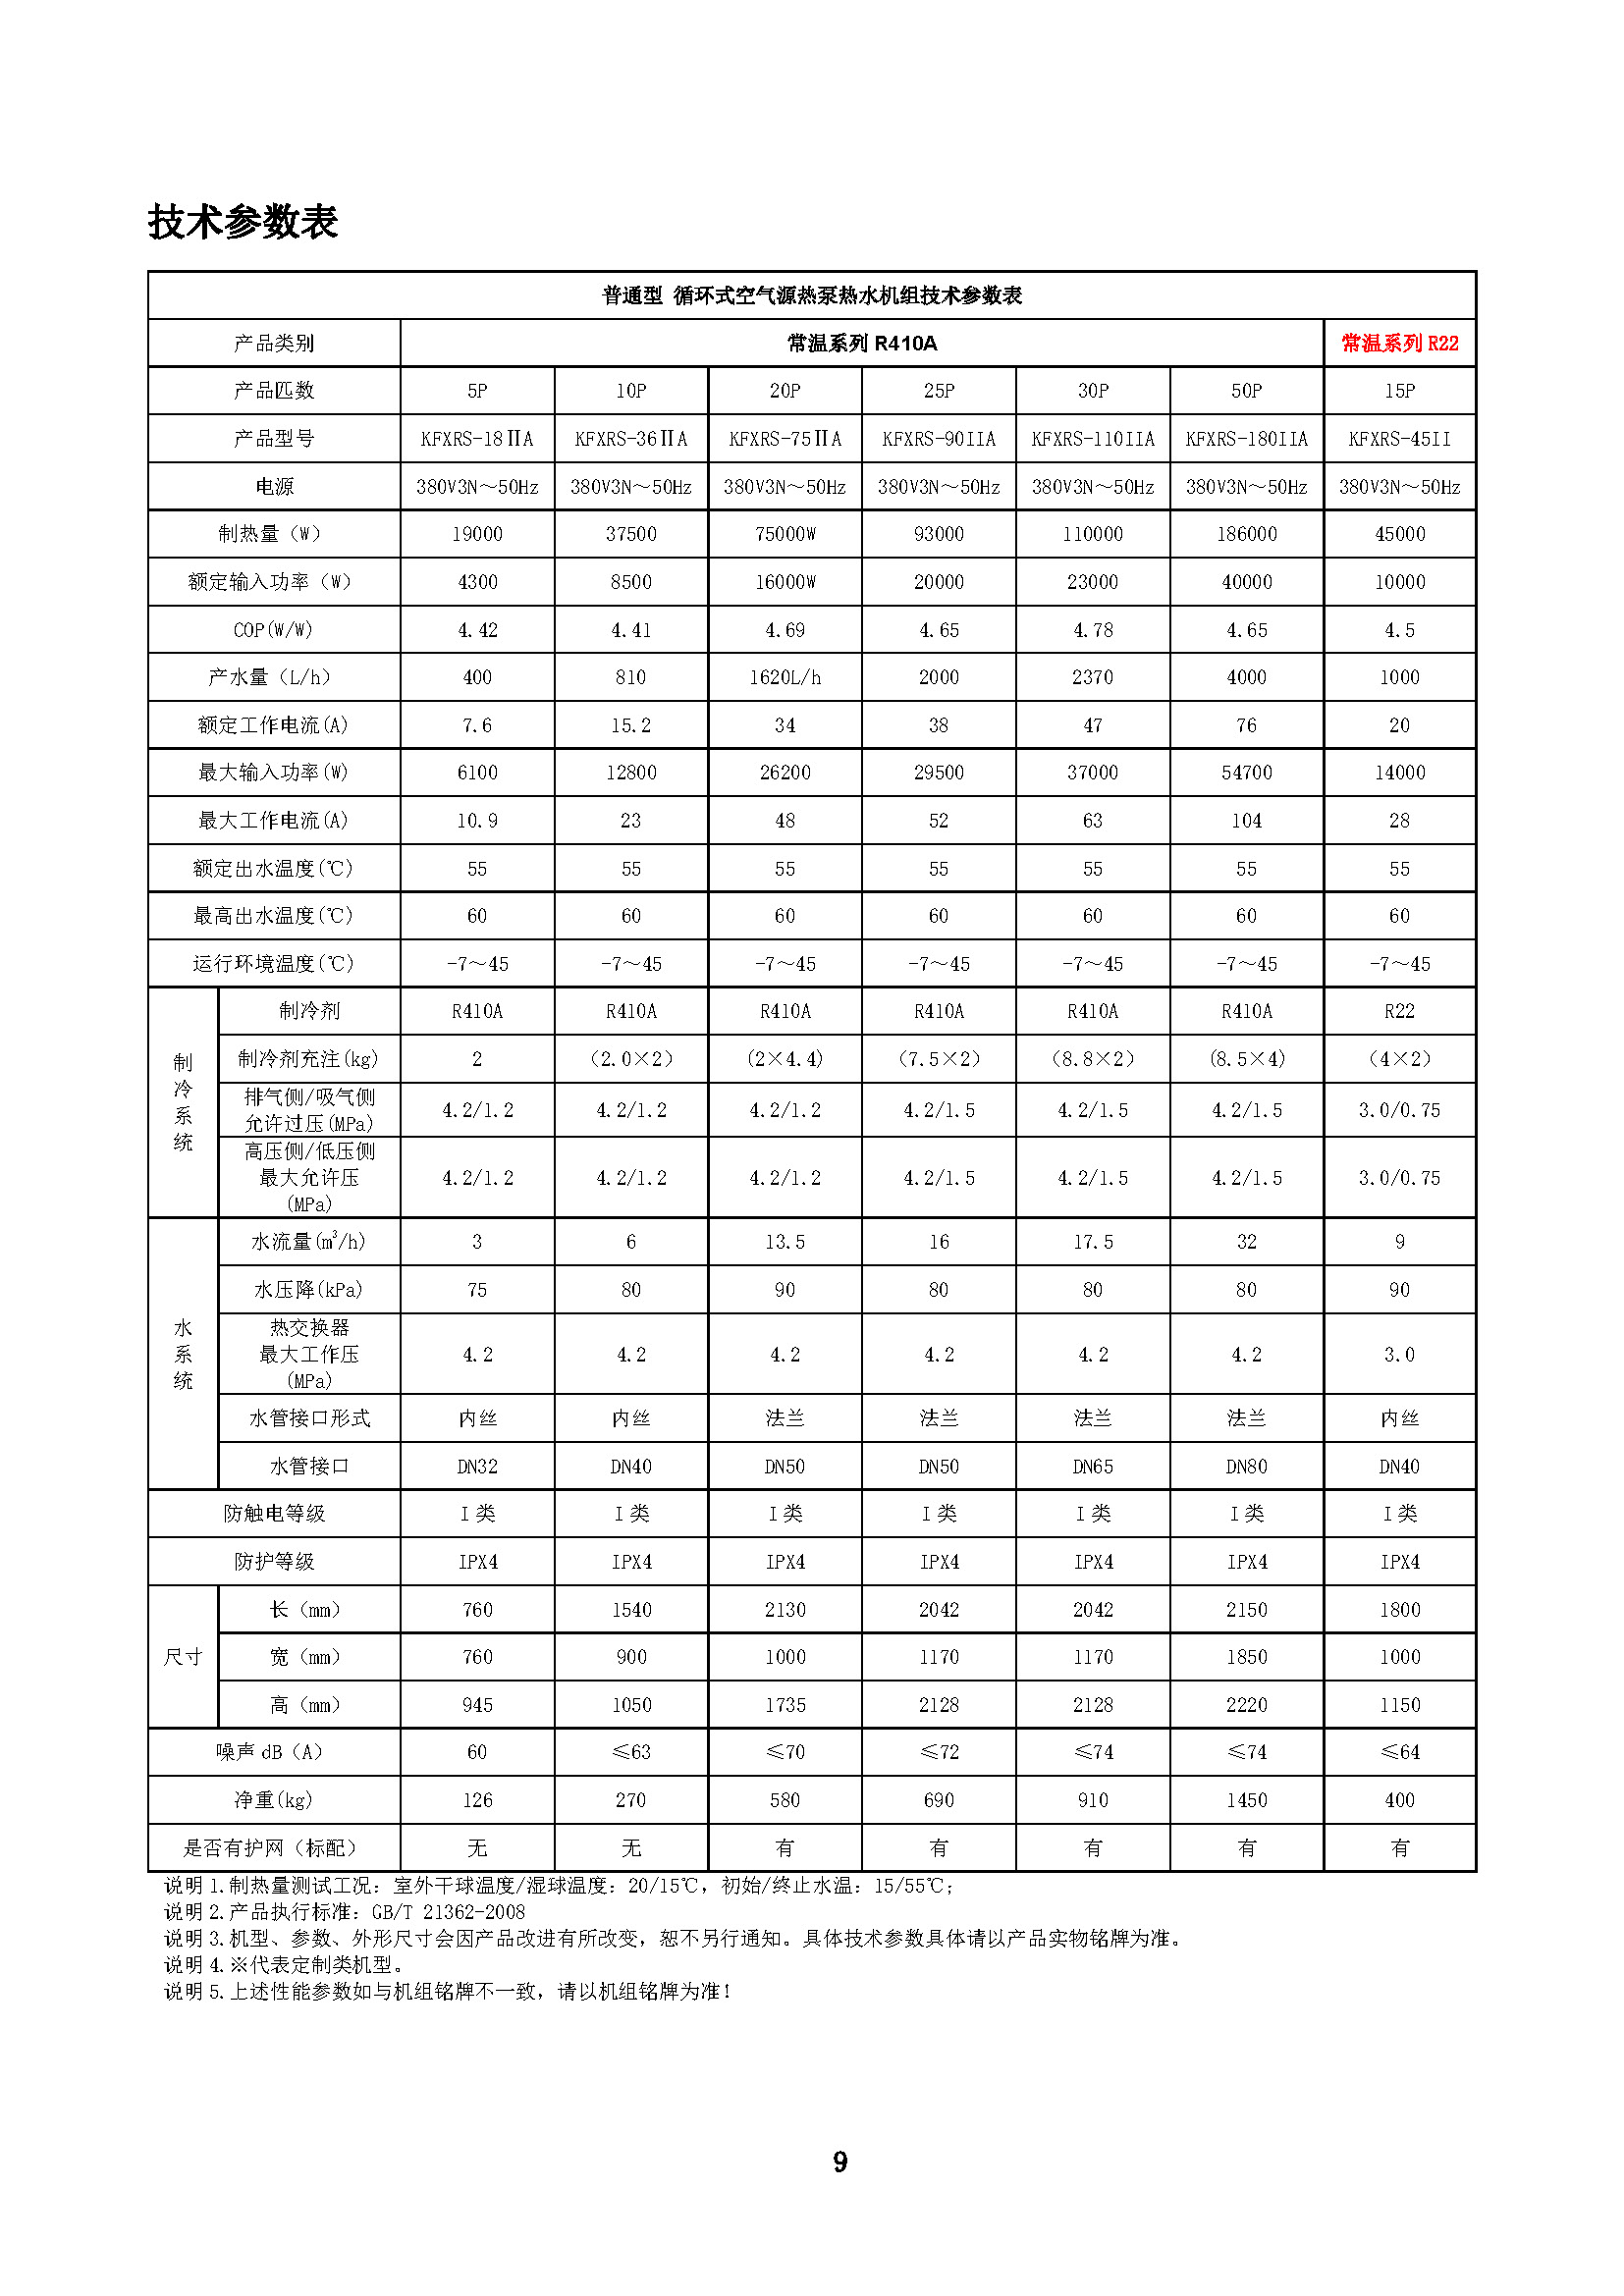 技术参数表
普通型 循环式空气源热泵热水机组技术参数表
产品类别 常温系列 R410A 常温系列 R22
产品匹数 5P 10P 20P 25P 30P 50P 15P
产品型号 KFXRS-18ⅡA KFXRS-36ⅡA KFXRS-75ⅡA KFXRS-90IIA KFXRS-110IIA KFXRS-180IIA KFXRS-45II
电源 380V3N～50Hz 380V3N～50Hz 380V3N～50Hz 380V3N～50Hz 380V3N～50Hz 380V3N～50Hz 380V3N～50Hz
制热量（W） 19000 37500 75000W 93000 110000 186000 45000
额定输入功率（W） 4300 8500 16000W 20000 23000 40000 10000
COP(W/W) 4.42 4.41 4.69 4.65 4.78 4.65 4.5
产水量（L/h） 400 810 1620L/h 2000 2370 4000 1000
额定工作电流(A) 7.6 15.2 34 38 47 76 20
最大输入功率(W) 6100 12800 26200 29500 37000 54700 14000
最大工作电流(A) 10.9 23 48 52 63 104 28
额定出水温度(℃) 55 55 55 55 55 55 55
最高出水温度(℃) 60 60 60 60 60 60 60
运行环境温度(℃) -7～45 -7～45 -7～45 -7～45 -7～45 -7～45 -7～45
制冷系统
制冷剂 R410A R410A R410A R410A R410A R410A R22
制冷剂充注(kg) 2 （2.0×2） (2×4.4) （7.5×2） （8.8×2） (8.5×4) （4×2）
排气侧/吸气侧
允许过压(MPa) 4.2/1.2 4.2/1.2 4.2/1.2 4.2/1.5 4.2/1.5 4.2/1.5 3.0/0.75
高压侧/低压侧
最大允许压 4.2/1.2 4.2/1.2 4.2/1.2 4.2/1.5 4.2/1.5 4.2/1.5 3.0/0.75
(MPa)
水系统
水流量(m³/h) 3 6 13.5 16 17.5 32 9
水压降(kPa) 75 80 90 80 80 80 90
热交换器
最大工作压 4.2 4.2 4.2 4.2 4.2 4.2 3.0
(MPa)
水管接口形式 内丝 内丝 法兰 法兰 法兰 法兰 内丝
水管接口 DN32 DN40 DN50 DN50 DN65 DN80 DN40
防触电等级 I 类 I 类 I 类 I 类 I 类 I 类 I 类
防护等级 IPX4 IPX4 IPX4 IPX4 IPX4 IPX4 IPX4
尺寸
长（mm） 760 1540 2130 2042 2042 2150 1800
宽（mm） 760 900 1000 1170 1170 1850 1000
高（mm） 945 1050 1735 2128 2128 2220 1150
噪声 dB（A） 60 ≤63 ≤70 ≤72 ≤74 ≤74 ≤64
净重(kg) 126 270 580 690 910 1450 400
是否有护网（标配） 无 无 有 有 有 有 有
说明 1.制热量测试工况：室外干球温度/湿球温度：20/15℃，初始/终止水温：15/55℃;
说明 2.产品执行标准：GB/T 21362-2008
说明 3.机型、参数、外形尺寸会因产品改进有所改变，恕不另行通知。具体技术参数具体请以产品实物铭牌为准。
说明 4.※代表定制类机型。
说明 5.上述性能参数如与机组铭牌不一致，请以机组铭牌为准！
9